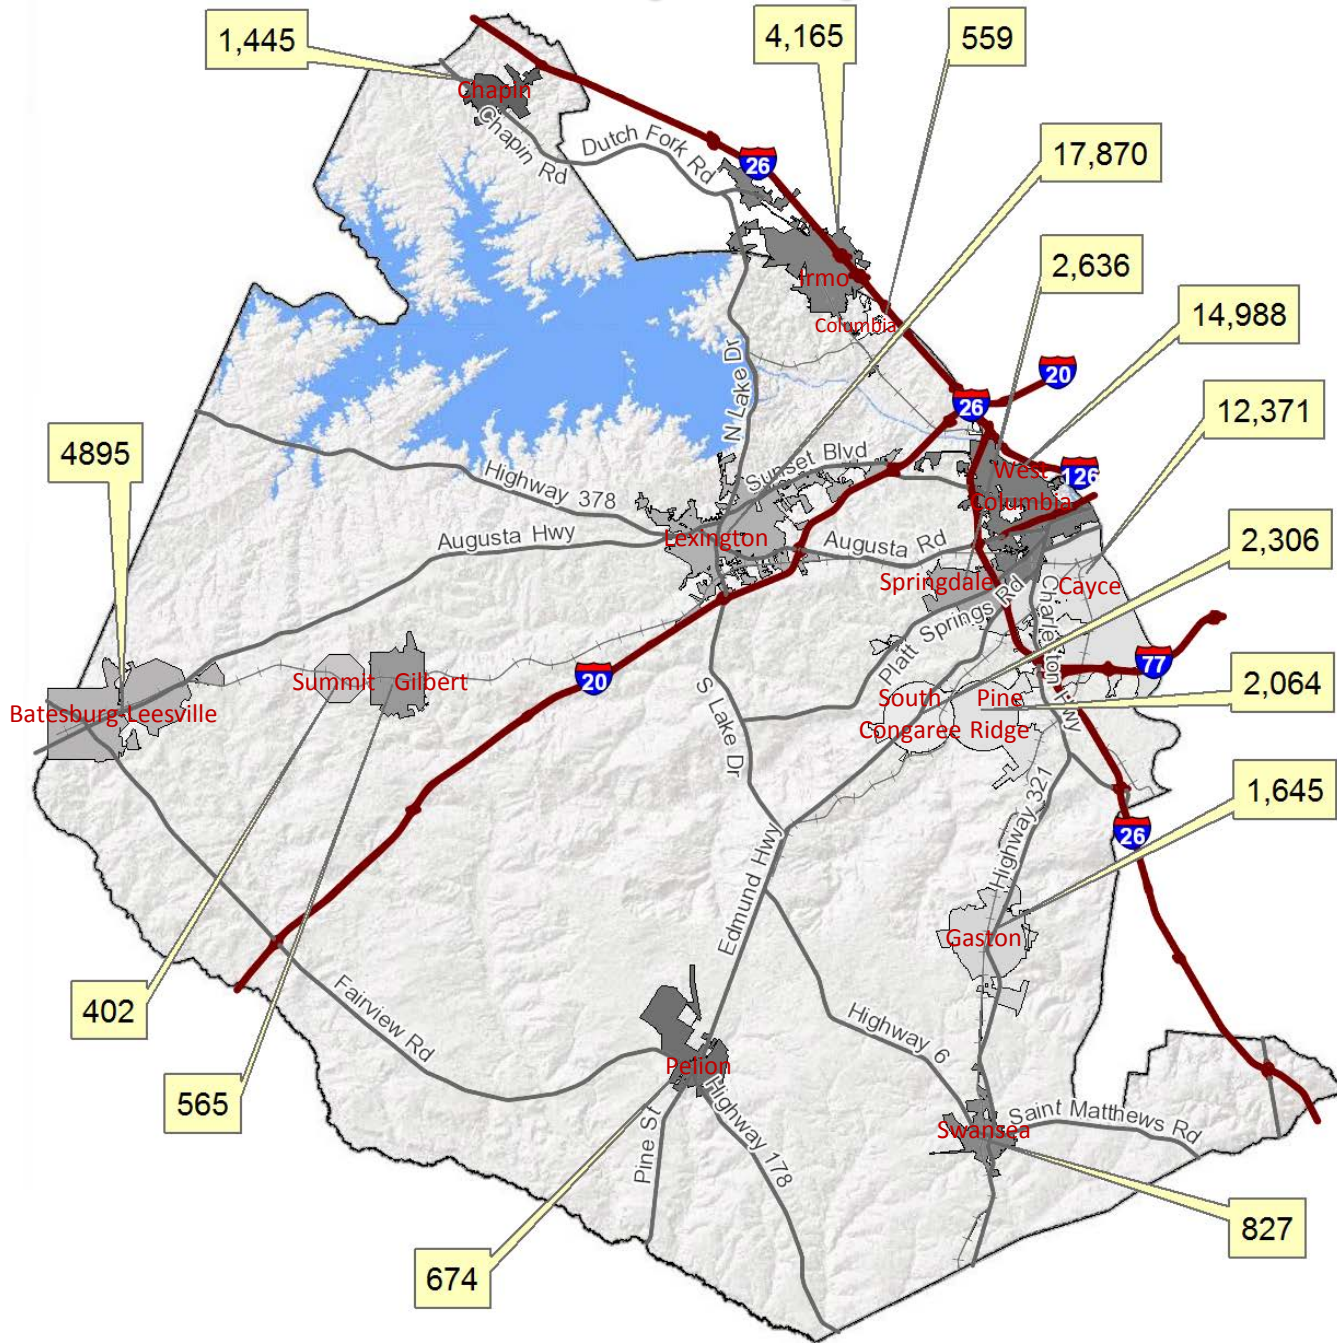 1,445
4,165
559
Chapin
Chapin Rd
Dutch Fork Rd
26
17,870
Irmo
Columbia
2,636
14,988
N Lake Dr
20
26
12,371
4895
Highway 378
Sunset Blvd
West
Columbia
126
Augusta Hwy
Lexington
Augusta Rd
2,306
Springdale
Cayce
Platt Springs Rd
Charleston Hwy
77
Summit
Gilbert
20
2,064
Batesburg-Leesville
S Lake Dr
South
Congaree
Pine
Ridge
Highway 321
1,645
26
Edmund Hwy
Gaston
402
Fairview Rd
Highway 6
565
Pelion
Highway 178
Pine St
Swansea
Saint Matthews Rd
827
674